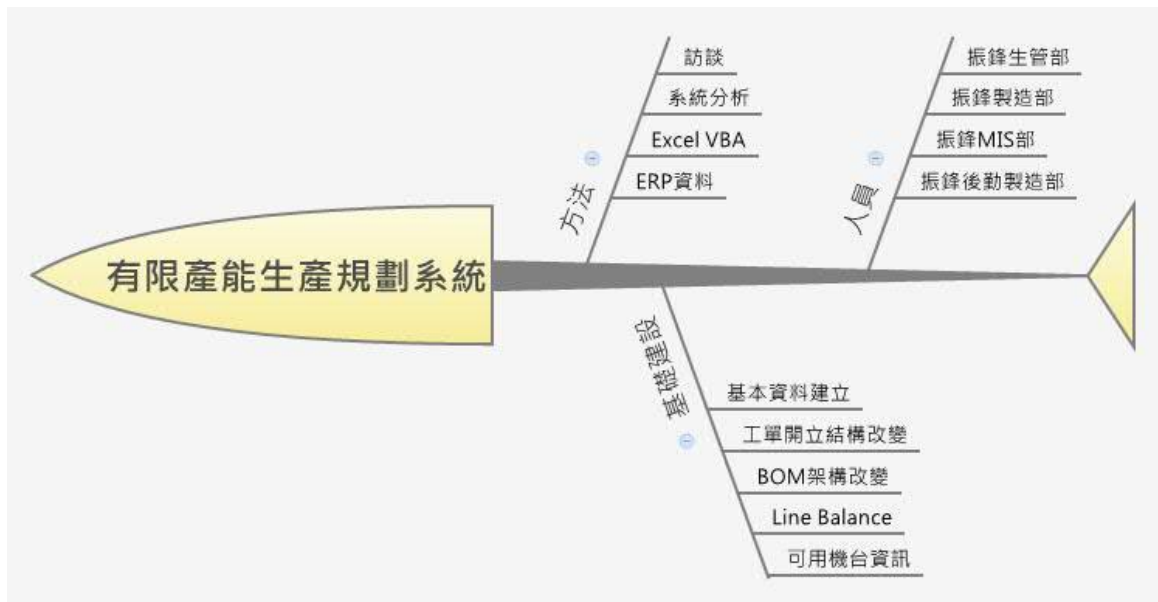 有限產能生產規劃系統
方法
訪談
系統分析
Excel VBA
ERP資料
人員
振鋒生管部
振鋒製造部
振鋒MIS部
振鋒後勤製造部
基礎建設
基本資料建立
工單開立結構改變
BOM架構改變
Line Balance
可用機台資訊